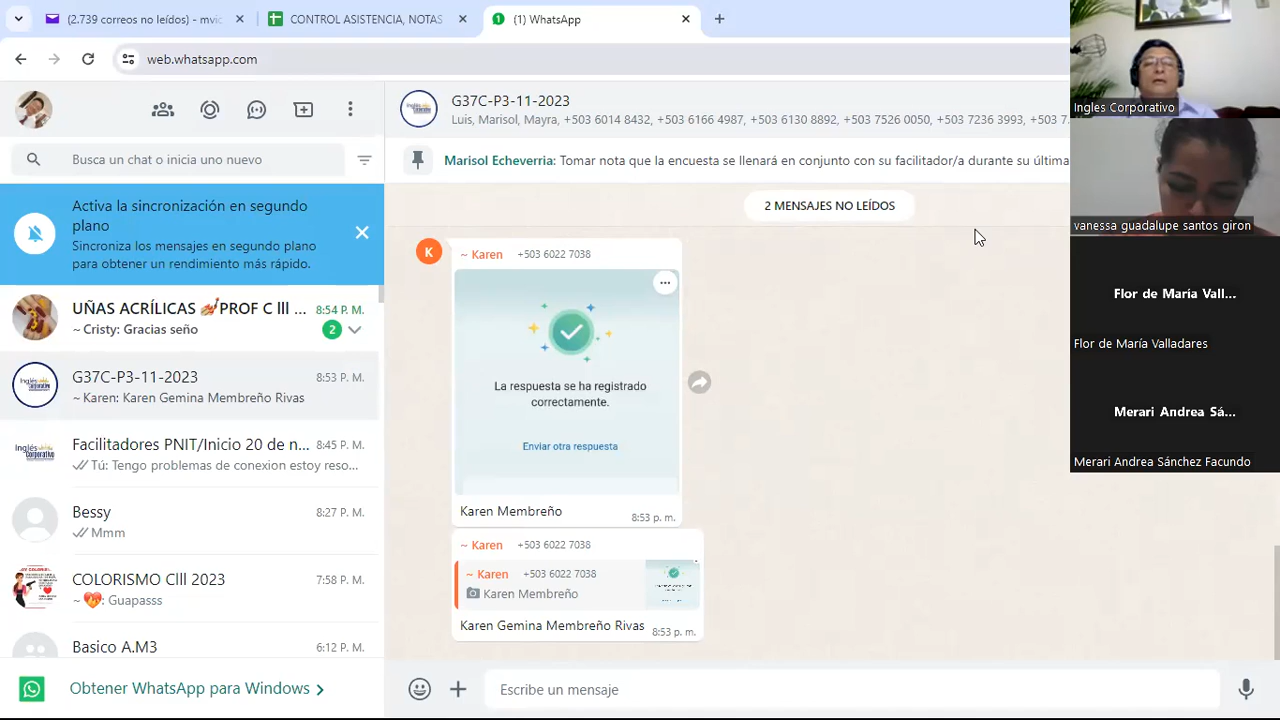 (2.739 correos no leídos) - mvic
CONTROL ASISTENCIA, NOTAS
(1) WhatsApp
web.whatsapp.com
Busca un chat o inicia uno nuevo
Activa la sincronización en segundo
plano
Sincroniza los mensajes en segundo plano
para obtener un rendimiento más rápido.
UÑAS ACRÍLICAS 💅PROF C lll ...
8:54 P. M.
~ Cristy: Gracias seño
2
G37C-P3-11-2023
8:53 P. M.
~ Karen: Karen Gemina Membreño Rivas
Facilitadores PNIT/Inicio 20 de n...
8:45 P. M.
Tú: Tengo problemas de conexion estoy reso...
Bessy
8:27 P. M.
Mmm
COLORISMO CIII 2023
7:58 P. M.
~ 💖: Guapasss
Basico A.M3
6:12 P. M.
Obtener WhatsApp para Windows
G37C-P3-11-2023
Luis, Marisol, Mayra, +503 6014 8432, +503 6166 4987, +503 6130 8892, +503 7526 0050, +503 7236 3993, +503 7
Marisol Echeverria: Tomar nota que la encuesta se llenará en conjunto con su facilitador/a durante su última
2 MENSAJES NO LEÍDOS
K
~ Karen +503 6022 7038
La respuesta se ha registrado
correctamente.
Enviar otra respuesta
Karen Membreño
8:53 p. m.
~ Karen +503 6022 7038
~ Karen +503 6022 7038
Karen Membreño
Karen Gemina Membreño Rivas
8:53 p. m.
Escribe un mensaje
Ingles Corporativo
vanessa guadalupe santos giron
Flor de María Vall...
Flor de María Valladares
Merari Andrea Sá...
Merari Andrea Sánchez Facundo